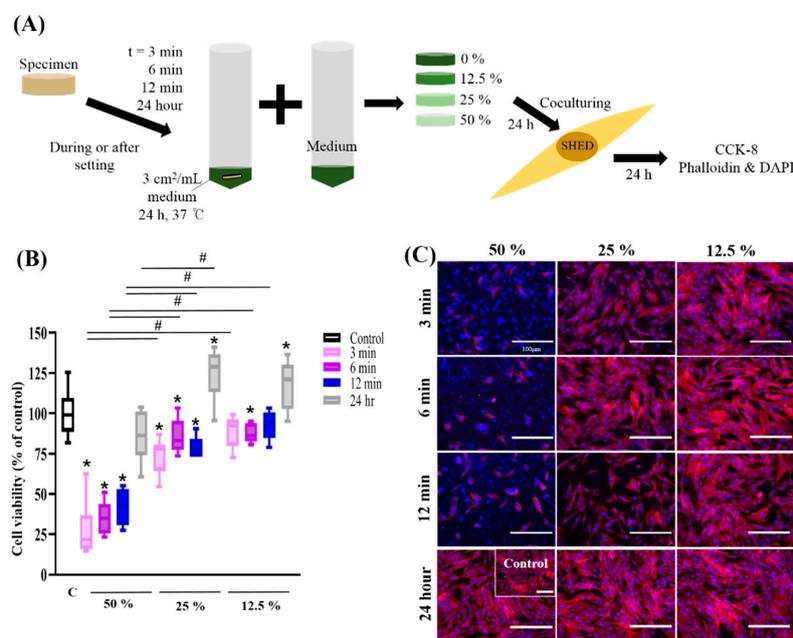 (A)
t = 3 min
6 min
12 min
24 hour
Specimen
During or after
setting
3 cm²/mL
medium
24 h, 37 ℃
Medium
0 %
12.5 %
25 %
50 %
Coculturing
24 h
SHED
24 h
CCK-8
Phalloidin & DAPI
(B)
#
#
#
#
Cell viability (% of control)
150
125
100
75
50
25
0
* * * * * * * * *
Control
3 min
6 min
12 min
24 hr
C
50 %
25 %
12.5 %
(C)
50 %
25 %
12.5 %
3 min
100μm
6 min
12 min
24 hour
Control